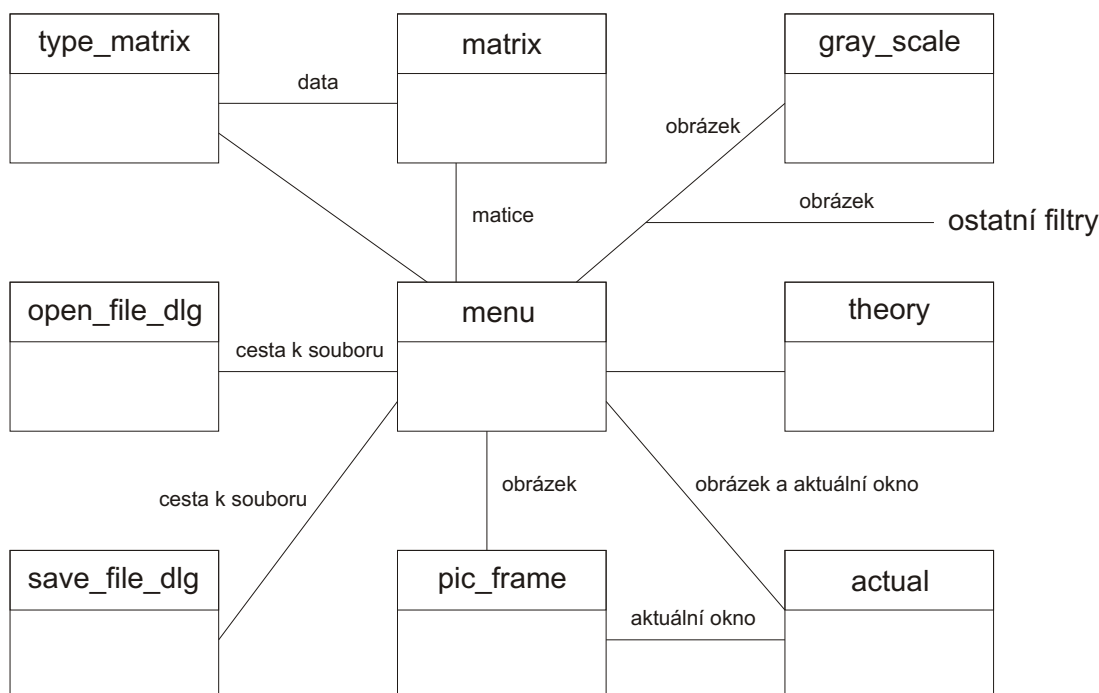 type_matrix
matrix
gray_scale
data
obrázek
obrázek
matice
ostatní filtry
open_file_dlg
menu
theory
cesta k souboru
cesta k souboru
obrázek
obrázek a aktuální okno
save_file_dlg
pic_frame
actual
aktuální okno